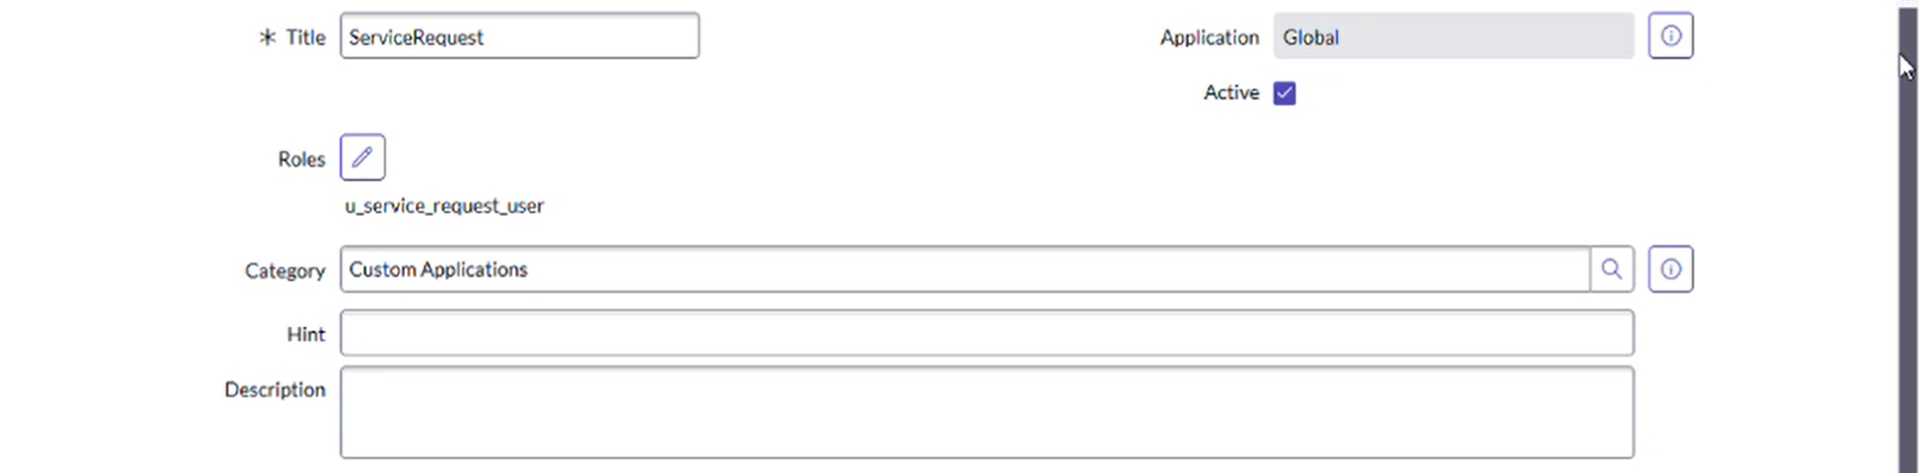 * Title ServiceRequest Application Global
Active
Roles
u_service_request_user
Category Custom Applications
Hint
Description